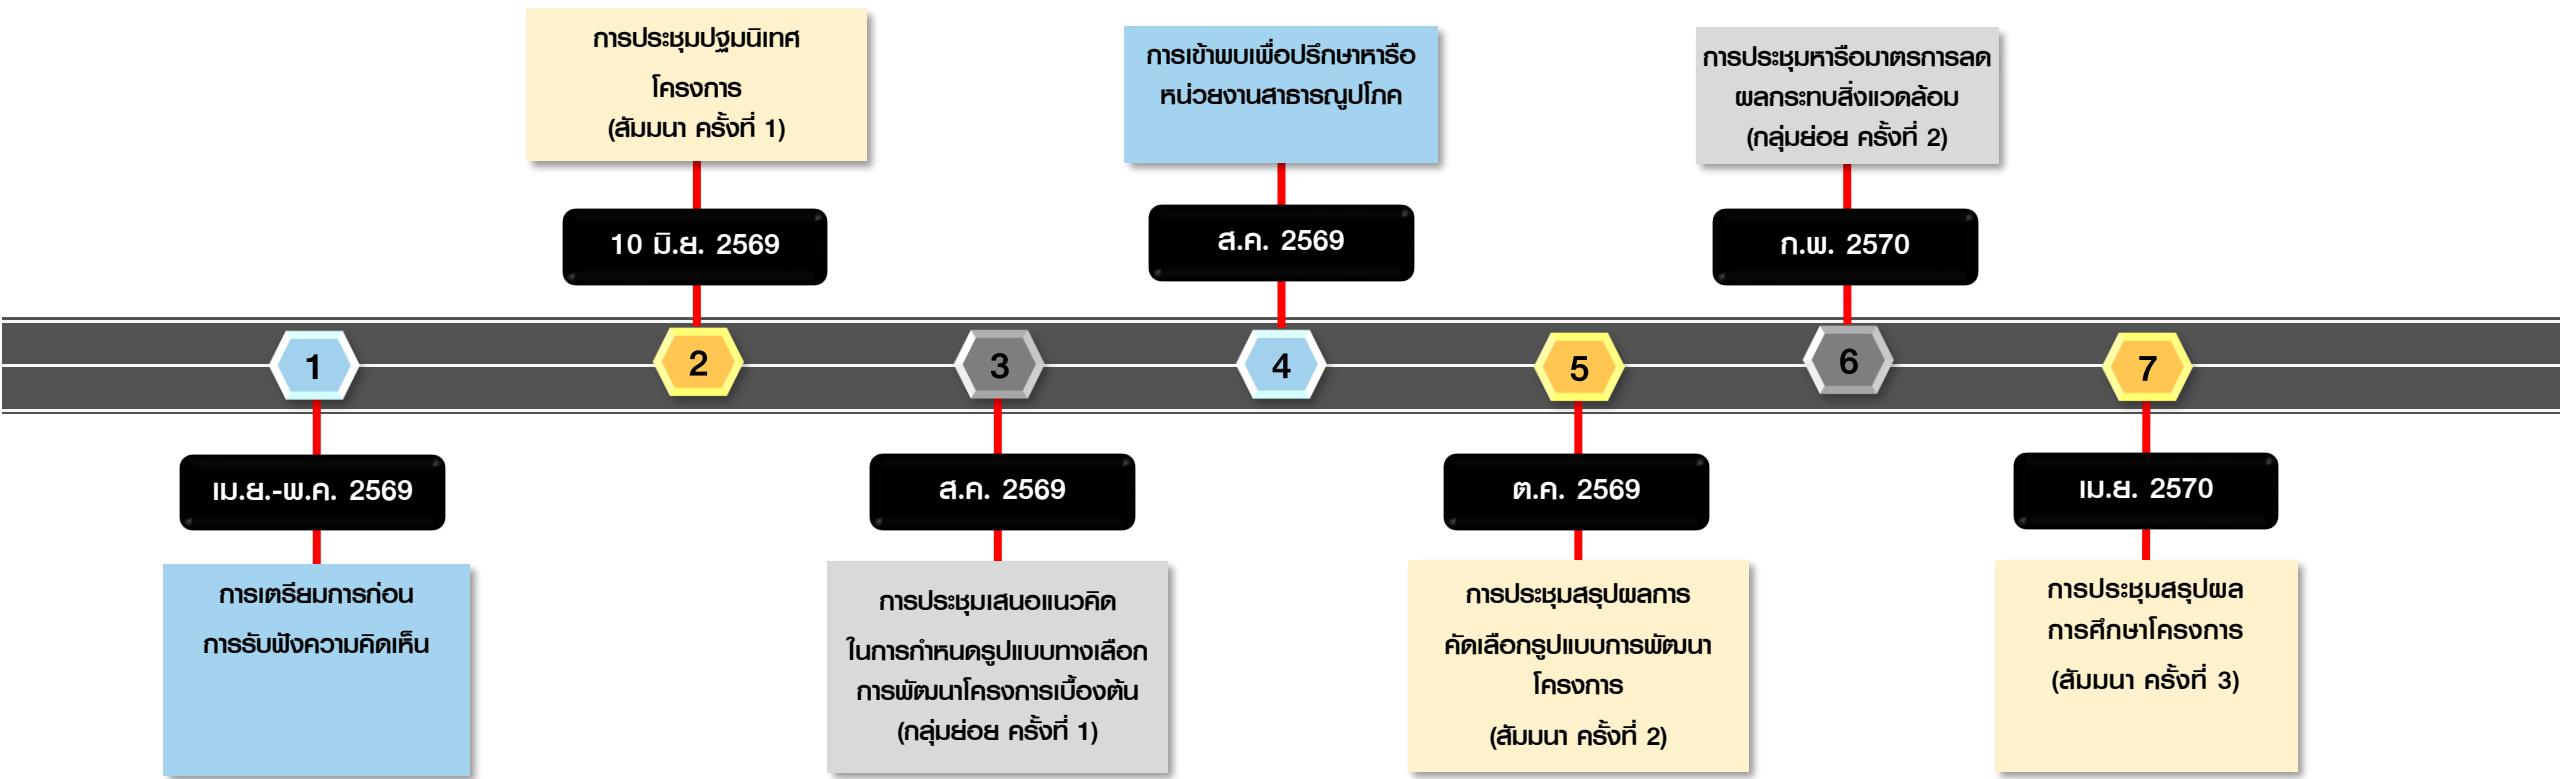 การประชุมปฐมนิเทศ
โครงการ
(สัมมนา ครั้งที่ 1)
10 มิ.ย. 2569
การเข้าพบเพื่อปรึกษาหารือ
หน่วยงานสาธารณูปโภค
ส.ค. 2569
การประชุมหารือมาตรการลด
ผลกระทบสิ่งแวดล้อม
(กลุ่มย่อย ครั้งที่ 2)
ก.พ. 2570
1
2
3
4
5
6
7
เม.ย.-พ.ค. 2569
การเตรียมการก่อน
การรับฟังความคิดเห็น
ส.ค. 2569
การประชุมเสนอแนวคิด
ในการกำหนดรูปแบบทางเลือก
การพัฒนาโครงการเบื้องต้น
(กลุ่มย่อย ครั้งที่ 1)
ต.ค. 2569
การประชุมสรุปผลการ
คัดเลือกรูปแบบการพัฒนา
โครงการ
(สัมมนา ครั้งที่ 2)
เม.ย. 2570
การประชุมสรุปผล
การศึกษาโครงการ
(สัมมนา ครั้งที่ 3)